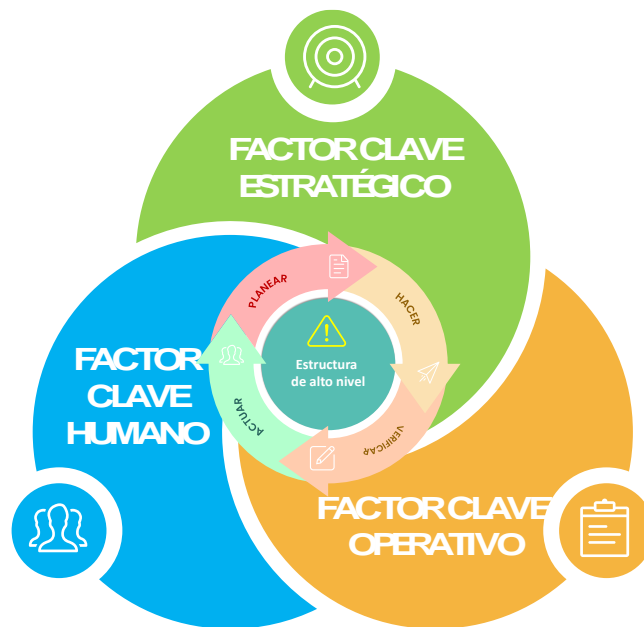 FACTOR CLAVE
ESTRATÉGICO
PLANEAR
HACER
Estructura
de alto nivel
FACTOR
CLAVE
HUMANO
ACTUAR
VERIFICAR
FACTOR CLAVE
OPERATIVO